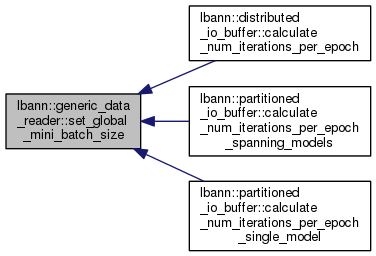 lbann::generic_data
_reader::set_global
_mini_batch_size
lbann::distributed
_io_buffer::calculate
_num_iterations_per_epoch
lbann::partitioned
_io_buffer::calculate
_num_iterations_per_epoch
_spanning_models
lbann::partitioned
_io_buffer::calculate
_num_iterations_per_epoch
_single_model